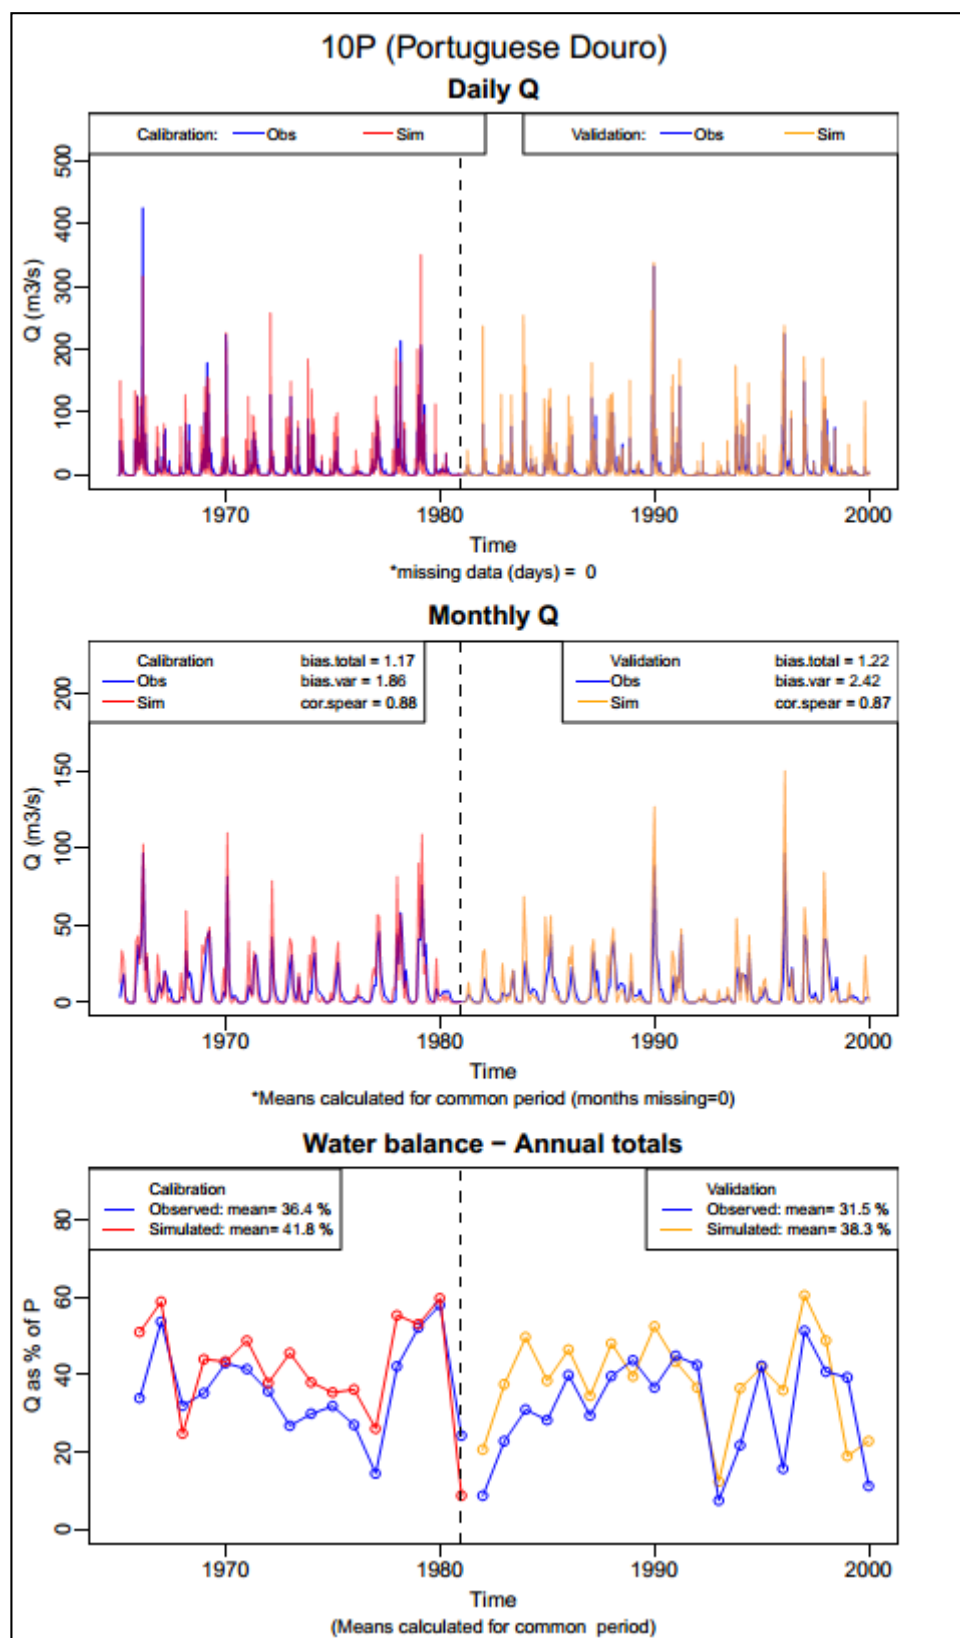 10P (Portuguese Douro)
Daily Q
Calibration: Obs Sim
Validation: Obs Sim
500
400
300
200
100
0
Q (m3/s)
1970 1980 1990 2000
Time
*missing data (days) = 0
Monthly Q
Calibration bias.total = 1.17
Obs bias.var = 1.86
Sim cor.spear = 0.88
Validation bias.total = 1.22
Obs bias.var = 2.42
Sim cor.spear = 0.87
200
150
100
50
0
Q (m3/s)
1970 1980 1990 2000
Time
*Means calculated for common period (months missing=0)
Water balance − Annual totals
Calibration
Observed: mean= 36.4 %
Simulated: mean= 41.8 %
Validation
Observed: mean= 31.5 %
Simulated: mean= 38.3 %
80
60
40
20
0
Q as % of P
1970 1980 1990 2000
Time
(Means calculated for common period)